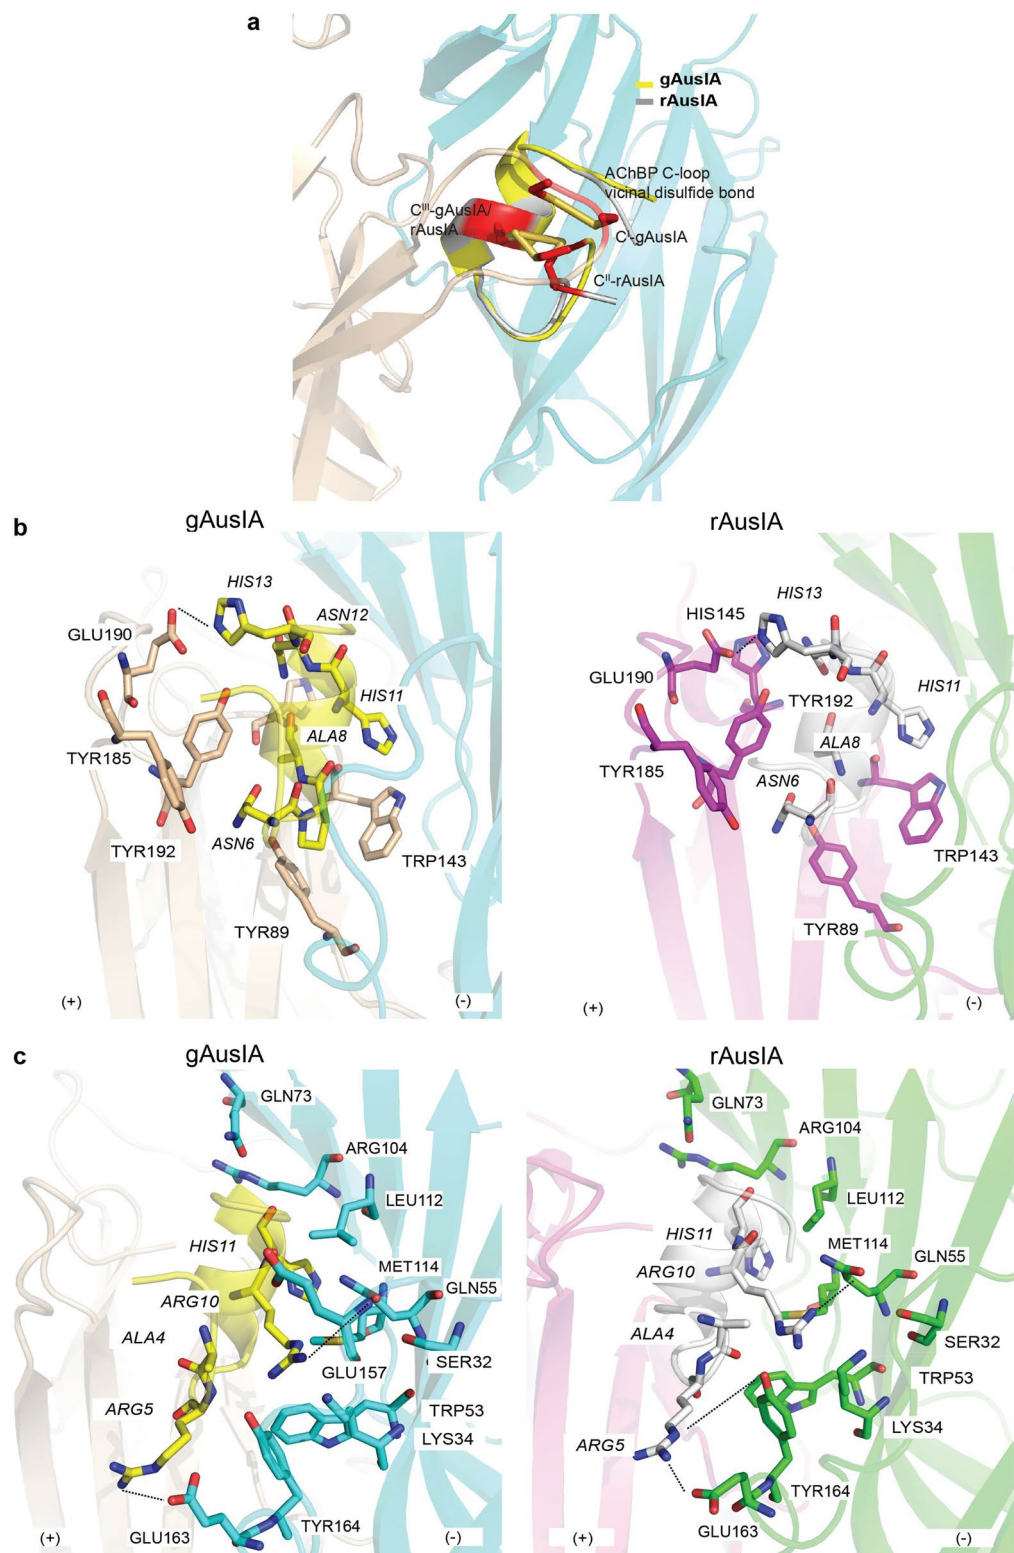 a
gAusIA
rAusIA
AChBP C-loop
vicinal disulfide bond
Cᴵᴵᴵ-gAusIA/
rAusIA
Cᴵ-gAusIA
Cᴵᴵ-rAusIA
b
gAusIA
HIS13
ASN12
GLU190
HIS11
ALA8
TYR185
ASN6
TYR192
TRP143
TYR89
(+)
(-)
rAusIA
HIS13
HIS145
GLU190
TYR192
HIS11
ALA8
TYR185
ASN6
TRP143
TYR89
(+)
(-)
c
gAusIA
GLN73
ARG104
LEU112
HIS11
MET114
GLN55
ARG10
ALA4
SER32
GLU157
ARG5
TRP53
LYS34
TYR164
GLU163
(+)
(-)
rAusIA
GLN73
ARG104
LEU112
HIS11
MET114
GLN55
ARG10
ALA4
SER32
TRP53
LYS34
ARG5
TYR164
GLU163
(+)
(-)